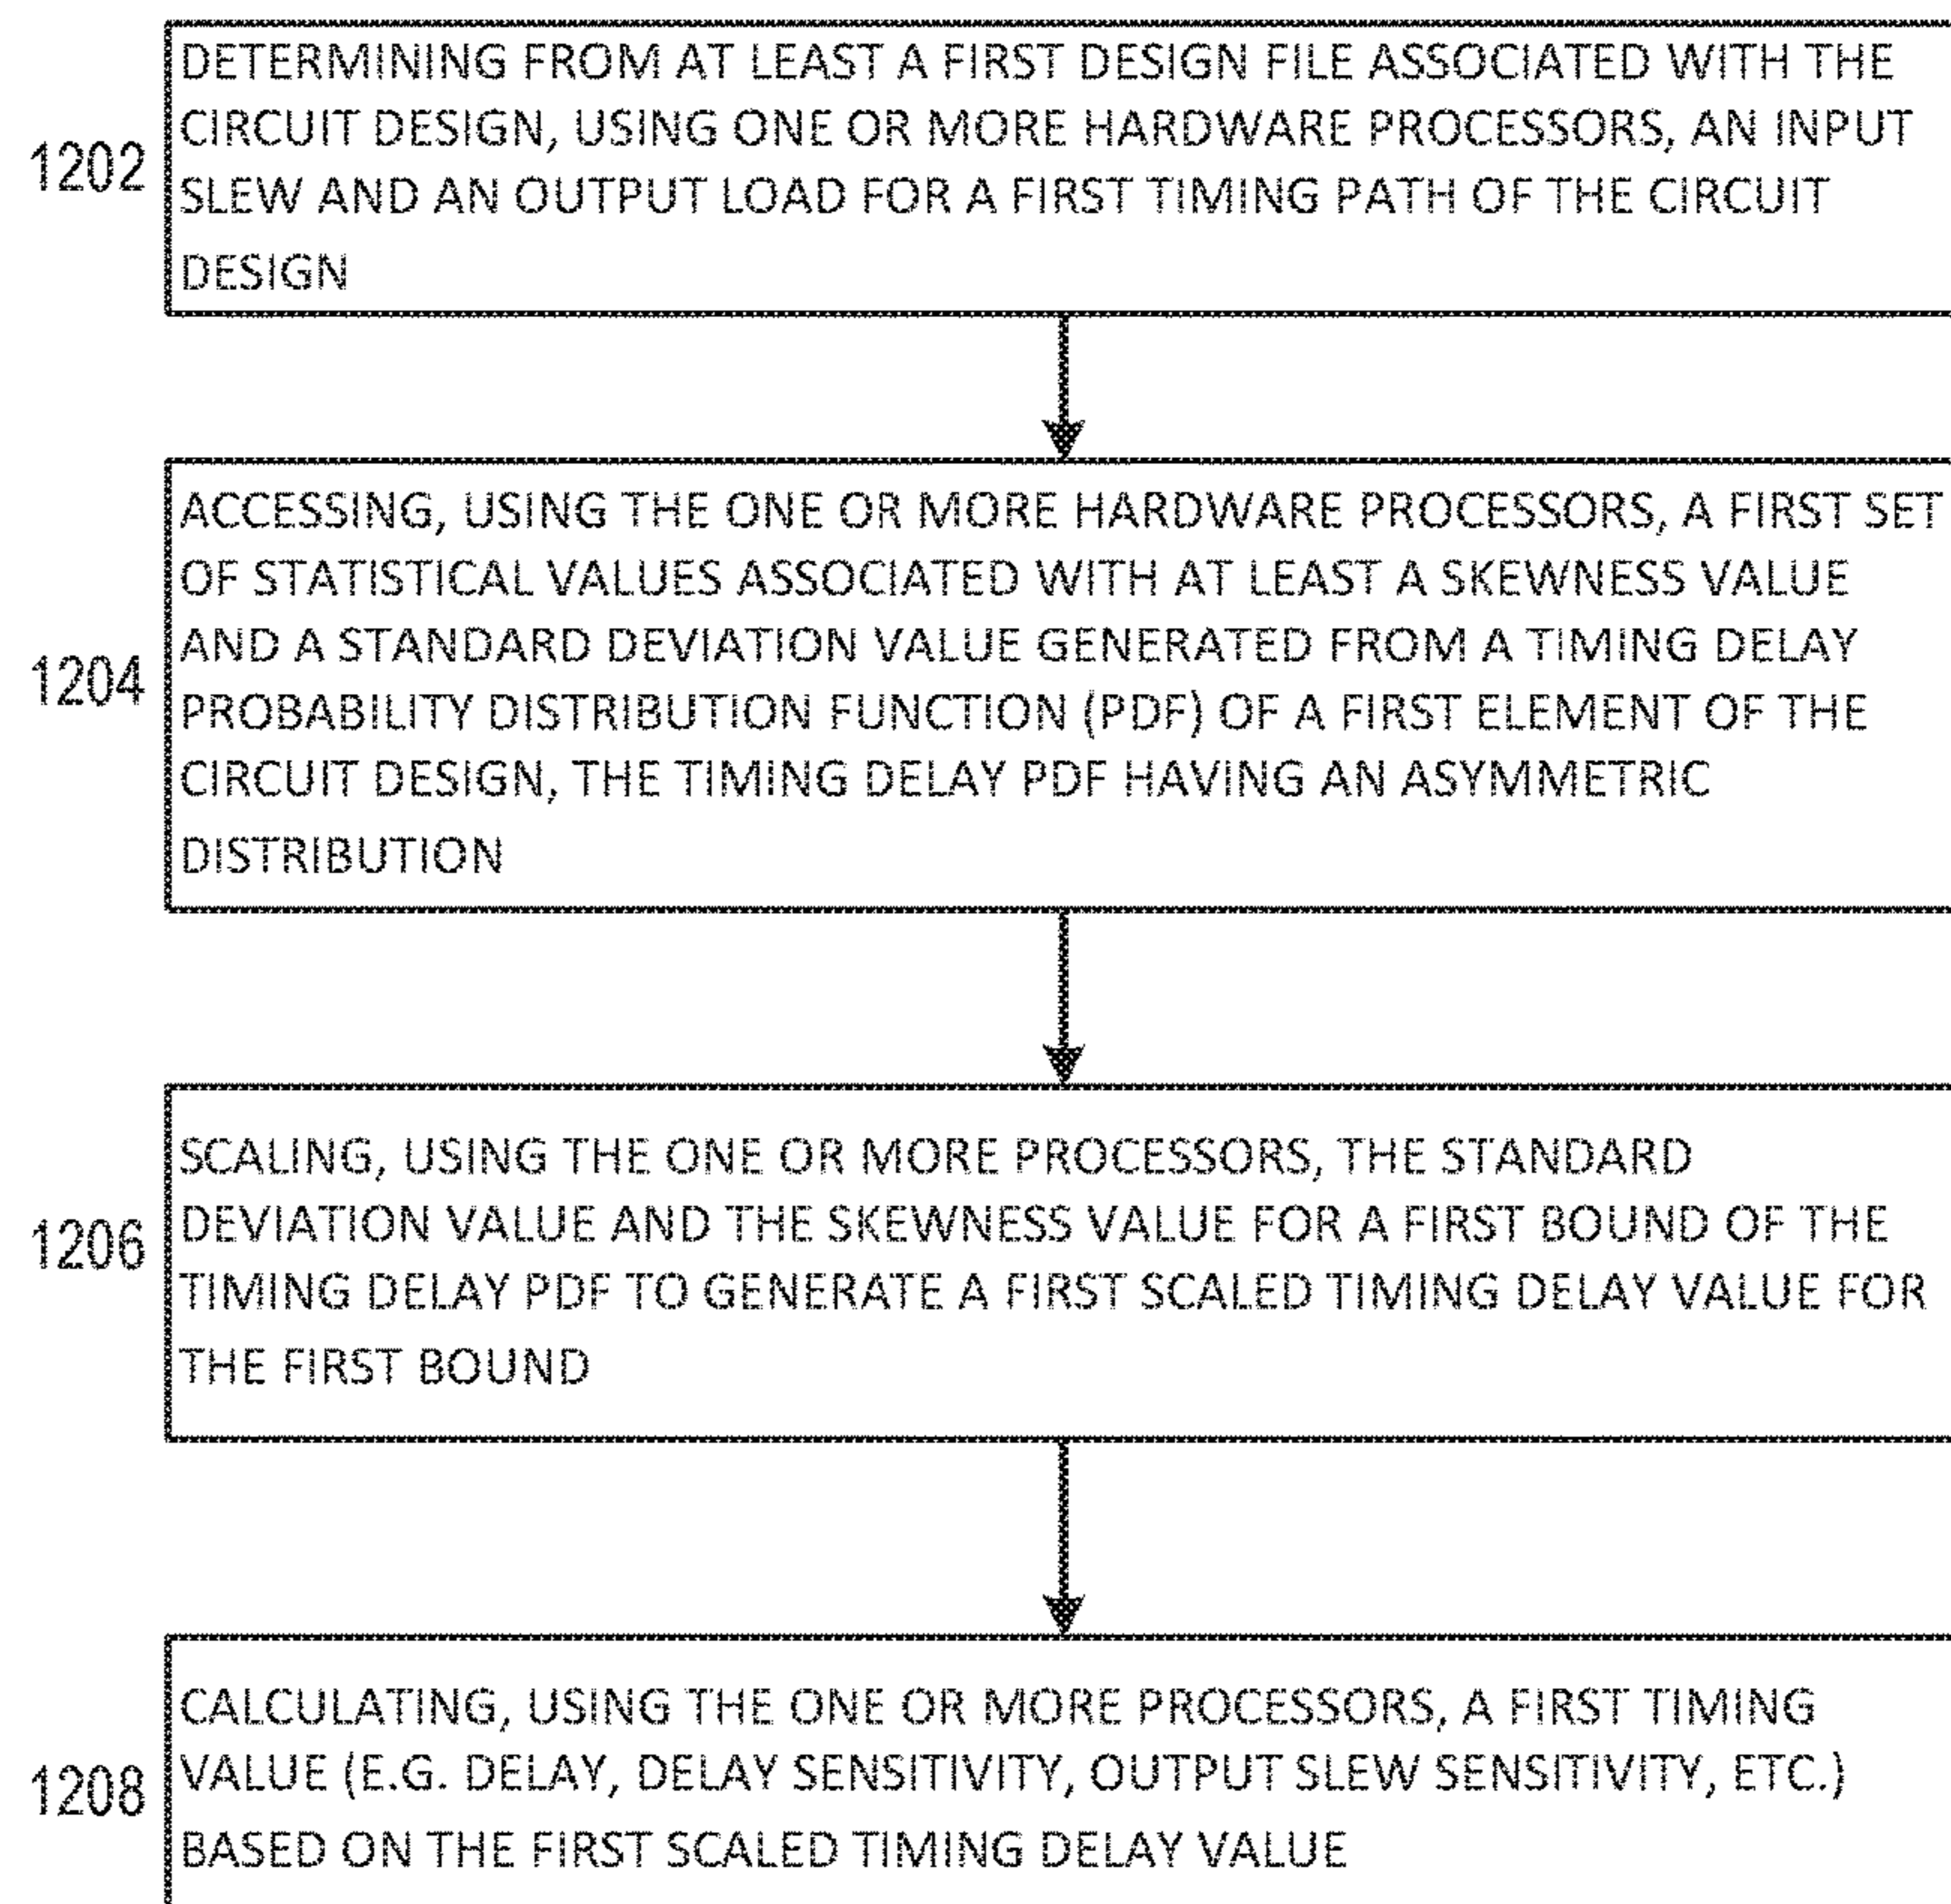 1202
DETERMINING FROM AT LEAST A FIRST DESIGN FILE ASSOCIATED WITH THE
CIRCUIT DESIGN, USING ONE OR MORE HARDWARE PROCESSORS, AN INPUT
SLEW AND AN OUTPUT LOAD FOR A FIRST TIMING PATH OF THE CIRCUIT
DESIGN
1204
ACCESSING, USING THE ONE OR MORE HARDWARE PROCESSORS, A FIRST SET
OF STATISTICAL VALUES ASSOCIATED WITH AT LEAST A SKEWNESS VALUE
AND A STANDARD DEVIATION VALUE GENERATED FROM A TIMING DELAY
PROBABILITY DISTRIBUTION FUNCTION (PDF) OF A FIRST ELEMENT OF THE
CIRCUIT DESIGN, THE TIMING DELAY PDF HAVING AN ASYMMETRIC
DISTRIBUTION
1206
SCALING, USING THE ONE OR MORE PROCESSORS, THE STANDARD
DEVIATION VALUE AND THE SKEWNESS VALUE FOR A FIRST BOUND OF THE
TIMING DELAY PDF TO GENERATE A FIRST SCALED TIMING DELAY VALUE FOR
THE FIRST BOUND
1208
CALCULATING, USING THE ONE OR MORE PROCESSORS, A FIRST TIMING
VALUE (E.G. DELAY, DELAY SENSITIVITY, OUTPUT SLEW SENSITIVITY, ETC.)
BASED ON THE FIRST SCALED TIMING DELAY VALUE